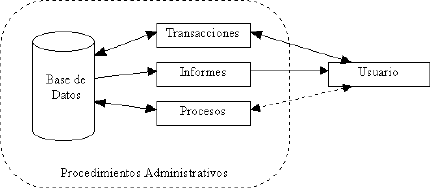 Transacciones
Base de
Datos
Informes
Usuario
Procesos
Procedimientos Administrativos